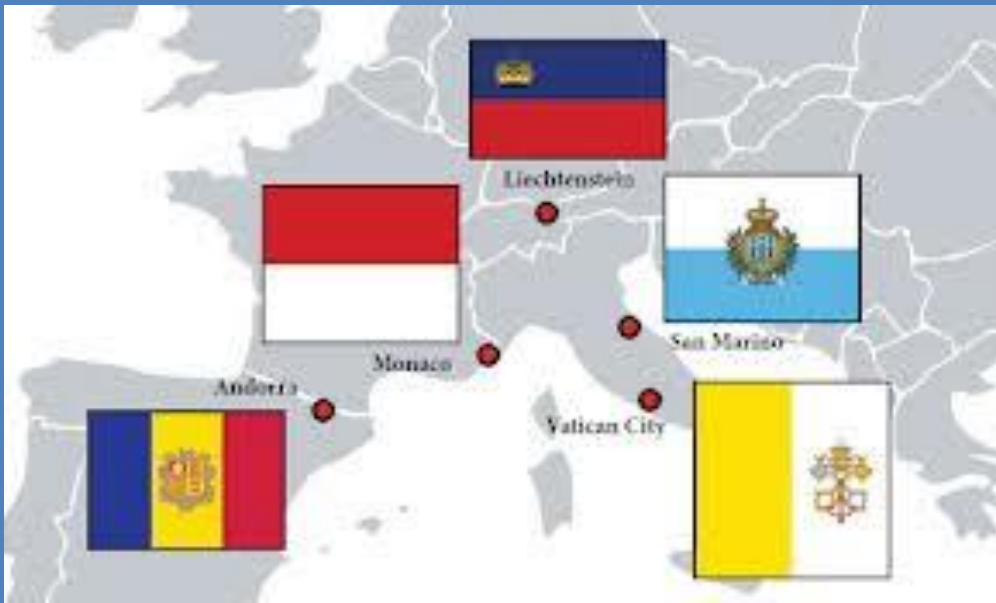 Liechtenstein
San Marino
Monaco
Andorra
Vatican City